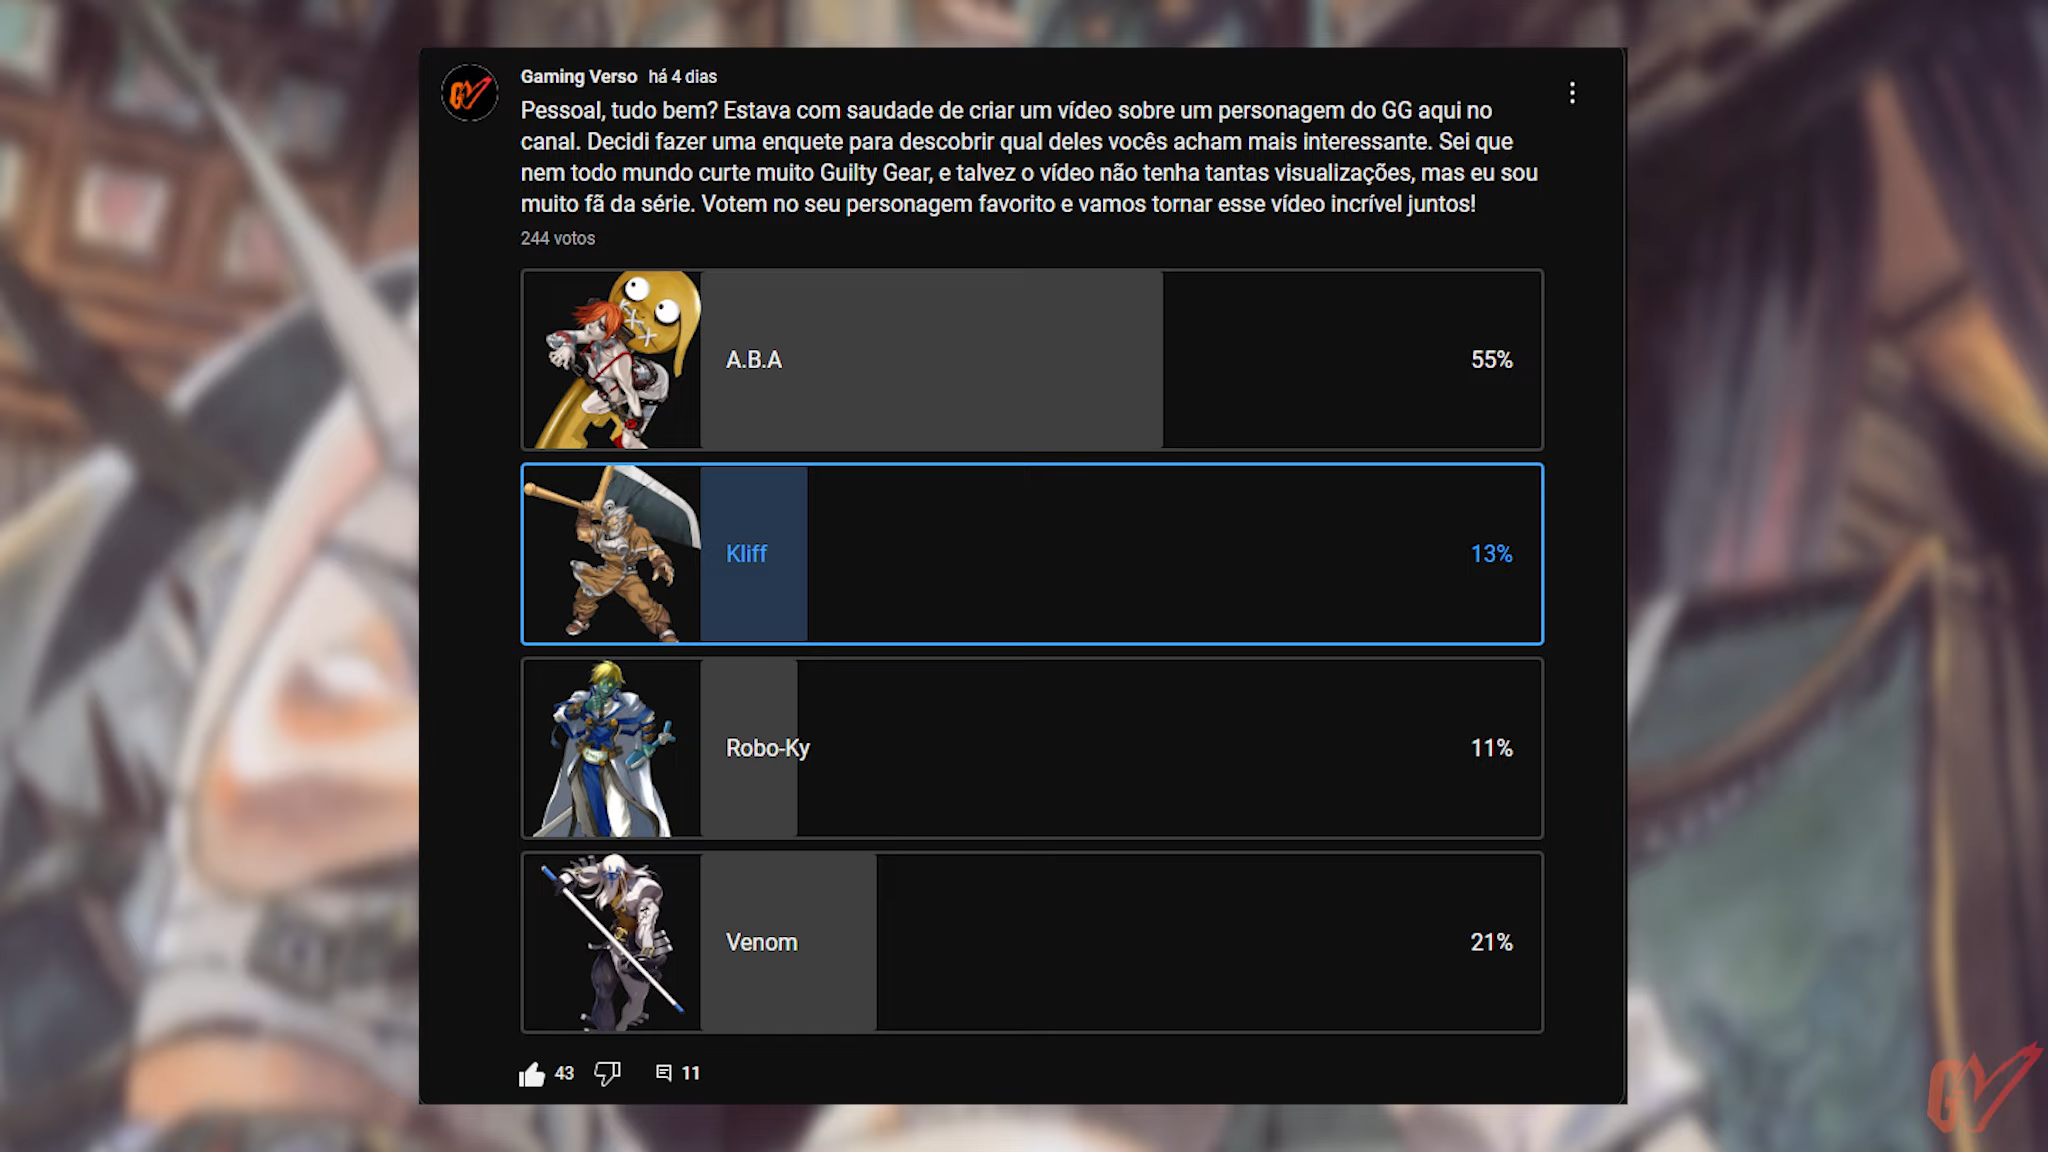 Gaming Verso há 4 dias
Pessoal, tudo bem? Estava com saudade de criar um vídeo sobre um personagem do GG aqui no
canal. Decidi fazer uma enquete para descobrir qual deles vocês acham mais interessante. Sei que
nem todo mundo curte muito Guilty Gear, e talvez o vídeo não tenha tantas visualizações, mas eu sou
muito fã da série. Votem no seu personagem favorito e vamos tornar esse vídeo incrível juntos!
244 votos
A.B.A 55%
Kliff 13%
Robo-Ky 11%
Venom 21%
43 11
GV